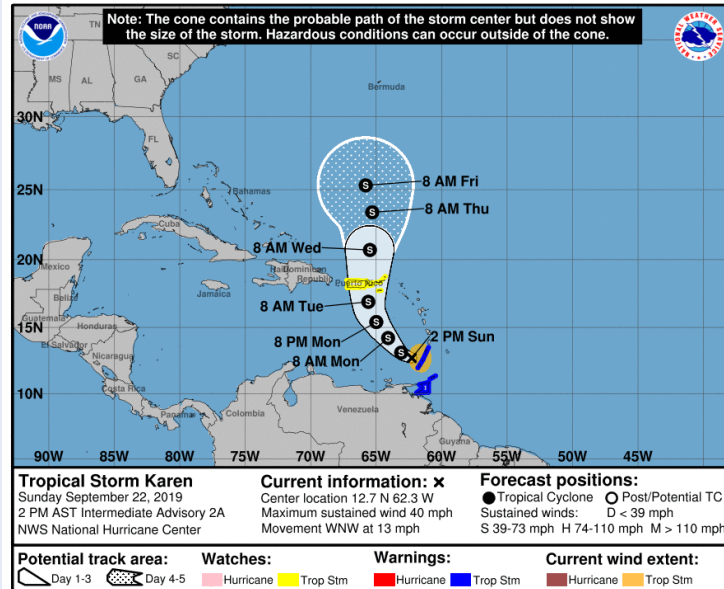 Note: The cone contains the probable path of the storm center but does not show
the size of the storm. Hazardous conditions can occur outside of the cone.
NOAA
NATIONAL WEATHER SERVICE
TN
SC
MS
AL
GA
Bermuda
30N
FL
25N
8 AM Fri
Bahamas
8 AM Thu
Cuba
8 AM Wed
20N
Mexico
Haiti
Dominican
Republic
Puerto Rico
Jamaica
Belize
8 AM Tue
Guatemala
Honduras
15N
2 PM Sun
8 PM Mon
El Salvador
Nicaragua
8 AM Mon
Costa Rica
10N
Panama
Colombia
Venezuela
Guyana
90W 85W 80W 75W 70W 65W 60W 55W 50W 45W
S S S S S S S
1
Tropical Storm Karen
Sunday September 22, 2019
2 PM AST Intermediate Advisory 2A
NWS National Hurricane Center
Current information: x
Center location 12.7 N 62.3 W
Maximum sustained wind 40 mph
Movement WNW at 13 mph
Forecast positions:
Tropical Cyclone Post/Potential TC
Sustained winds: D < 39 mph
S 39-73 mph H 74-110 mph M > 110 mph
Potential track area:
Day 1-3 Day 4-5
Watches:
Hurricane Trop Stm
Warnings:
Hurricane Trop Stm
Current wind extent:
Hurricane Trop Stm